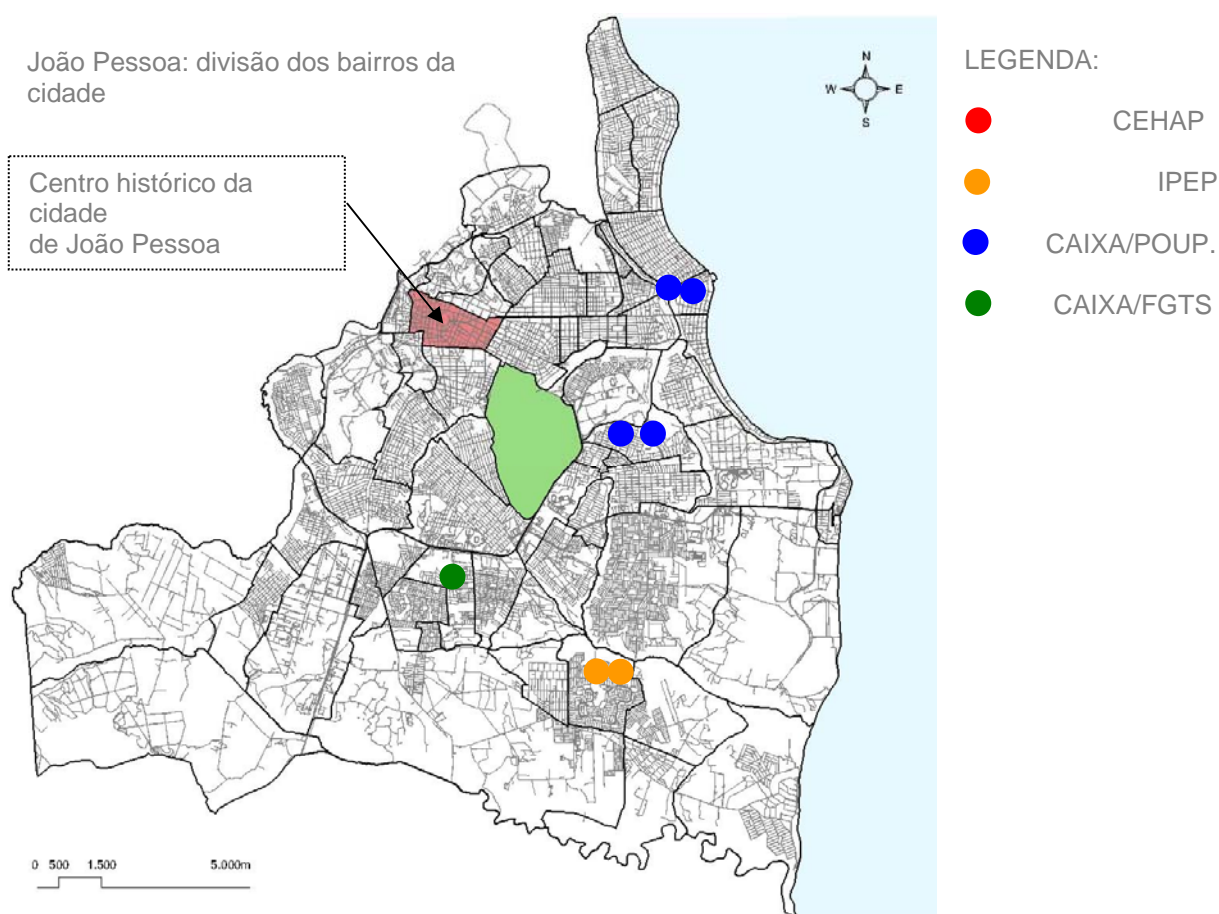 João Pessoa: divisão dos bairros da
cidade
Centro histórico da
cidade
de João Pessoa
N
W
E
S
LEGENDA:
CEHAP
IPEP
CAIXA/POUP.
CAIXA/FGTS
0 500 1.500 5.000m